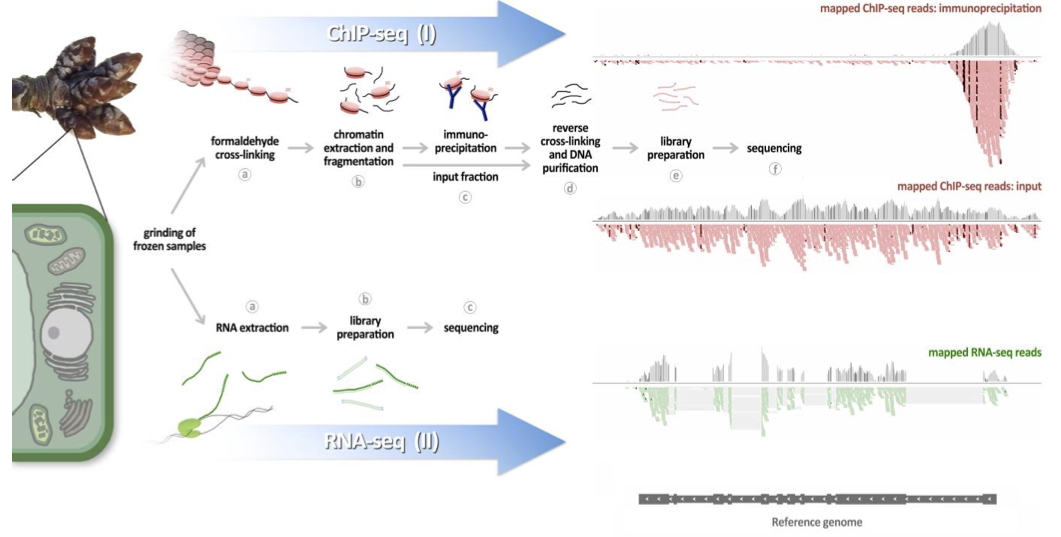 ChIP-seq (I)
mapped ChIP-seq reads: immunoprecipitation
formaldehyde
cross-linking
a
chromatin
extraction and
fragmentation
b
immuno-
precipitation
input fraction
c
reverse
cross-linking
and DNA
purification
d
library
preparation
e
sequencing
f
mapped ChIP-seq reads: input
grinding of
frozen samples
a
RNA extraction
b
library
preparation
c
sequencing
mapped RNA-seq reads
RNA-seq (II)
Reference genome